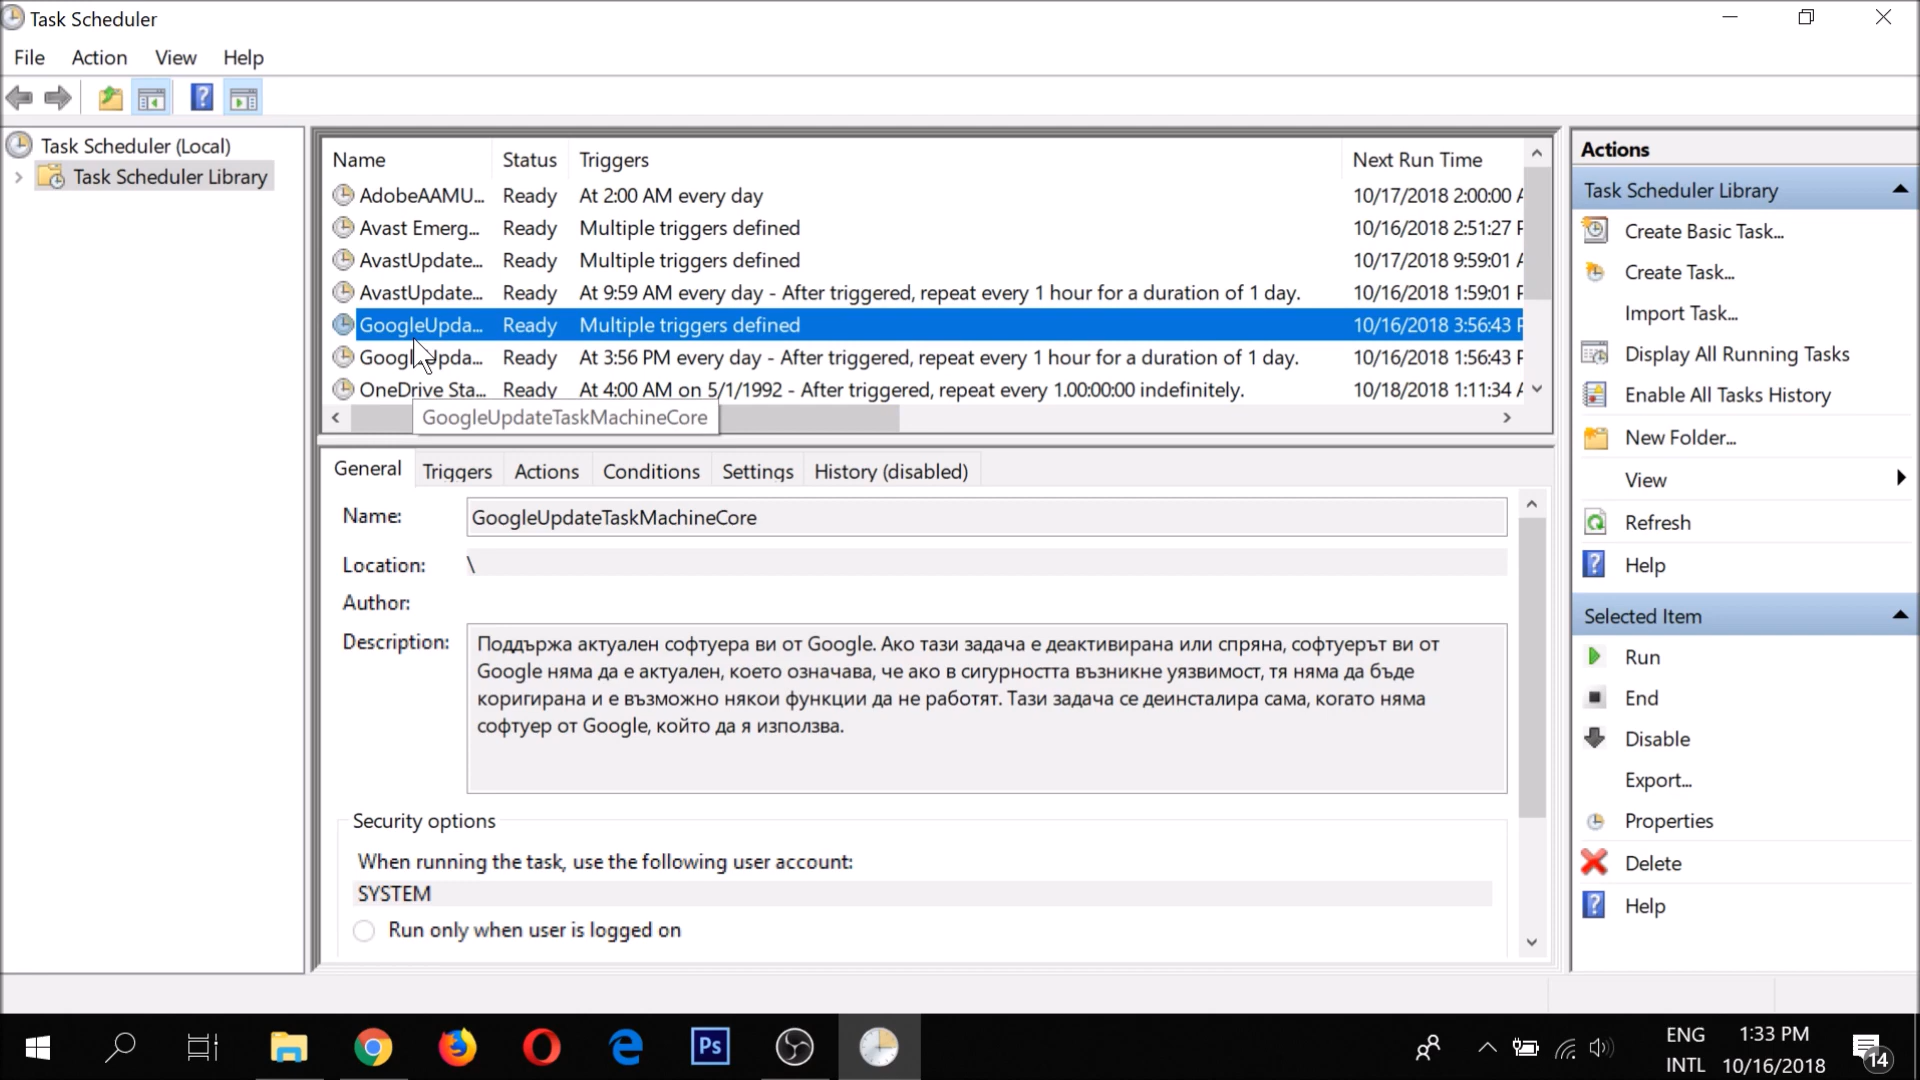 Task Scheduler
File Action View Help
Task Scheduler (Local)
Task Scheduler Library
Name Status Triggers Next Run Time
AdobeAAMU... Ready At 2:00 AM every day 10/17/2018 2:00:00 A
Avast Emerg... Ready Multiple triggers defined 10/16/2018 2:51:27 P
AvastUpdate... Ready Multiple triggers defined 10/17/2018 9:59:01 A
AvastUpdate... Ready At 9:59 AM every day - After triggered, repeat every 1 hour for a duration of 1 day. 10/16/2018 1:59:01 P
GoogleUpda... Ready Multiple triggers defined 10/16/2018 3:56:43 P
GoogleUpda... Ready At 3:56 PM every day - After triggered, repeat every 1 hour for a duration of 1 day. 10/16/2018 1:56:43 P
OneDrive Sta... Ready At 4:00 AM on 5/1/1992 - After triggered, repeat every 1.00:00:00 indefinitely. 10/18/2018 1:11:34 A
GoogleUpdateTaskMachineCore
General Triggers Actions Conditions Settings History (disabled)
Name: GoogleUpdateTaskMachineCore
Location: \
Author:
Description: Поддържа актуален софтуера ви от Google. Ако тази задача е деактивирана или спряна, софтуерът ви от
Google няма да е актуален, което означава, че ако в сигурността възникне уязвимост, тя няма да бъде
коригирана и е възможно някои функции да не работят. Тази задача се деинсталира сама, когато няма
софтуер от Google, който да я използва.
Security options
When running the task, use the following user account:
SYSTEM
Run only when user is logged on
Actions
Task Scheduler Library
Create Basic Task...
Create Task...
Import Task...
Display All Running Tasks
Enable All Tasks History
New Folder...
View
Refresh
Help
Selected Item
Run
End
Disable
Export...
Properties
Delete
Help
Ps
ENG 1:33 PM
INTL 10/16/2018
14